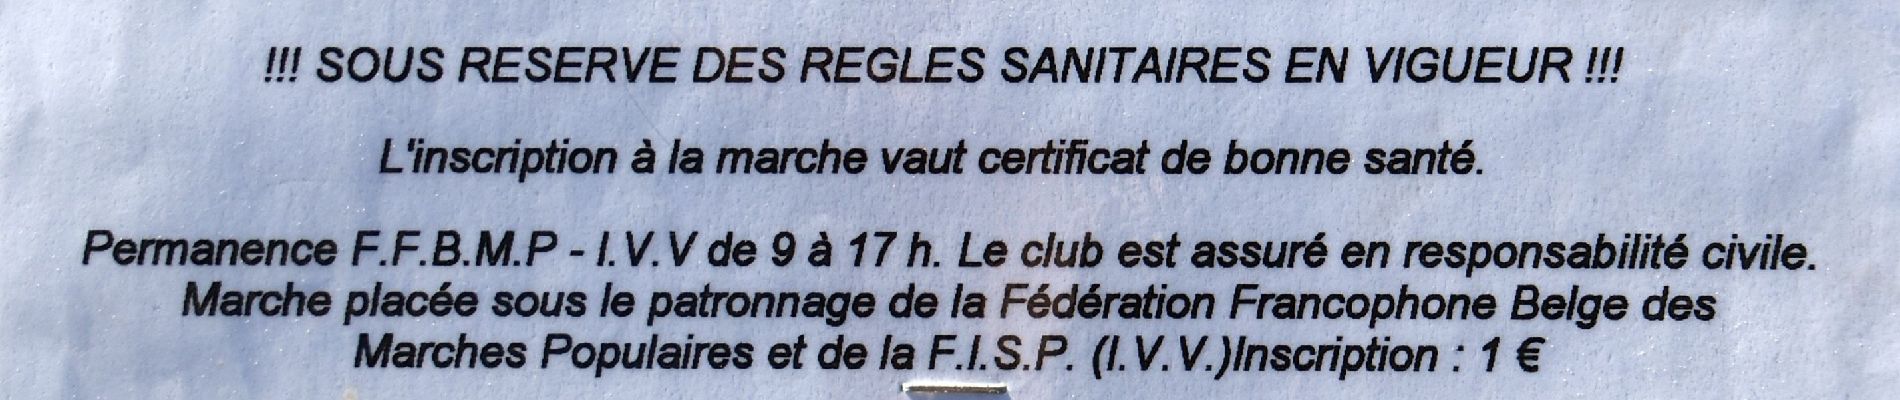 !!! SOUS RESERVE DES REGLES SANITAIRES EN VIGUEUR !!!
L'inscription à la marche vaut certificat de bonne santé.
Permanence F.F.B.M.P - I.V.V de 9 à 17 h. Le club est assuré en responsabilité civile.
Marche placée sous le patronnage de la Fédération Francophone Belge des
Marches Populaires et de la F.I.S.P. (I.V.V.)Inscription : 1 €